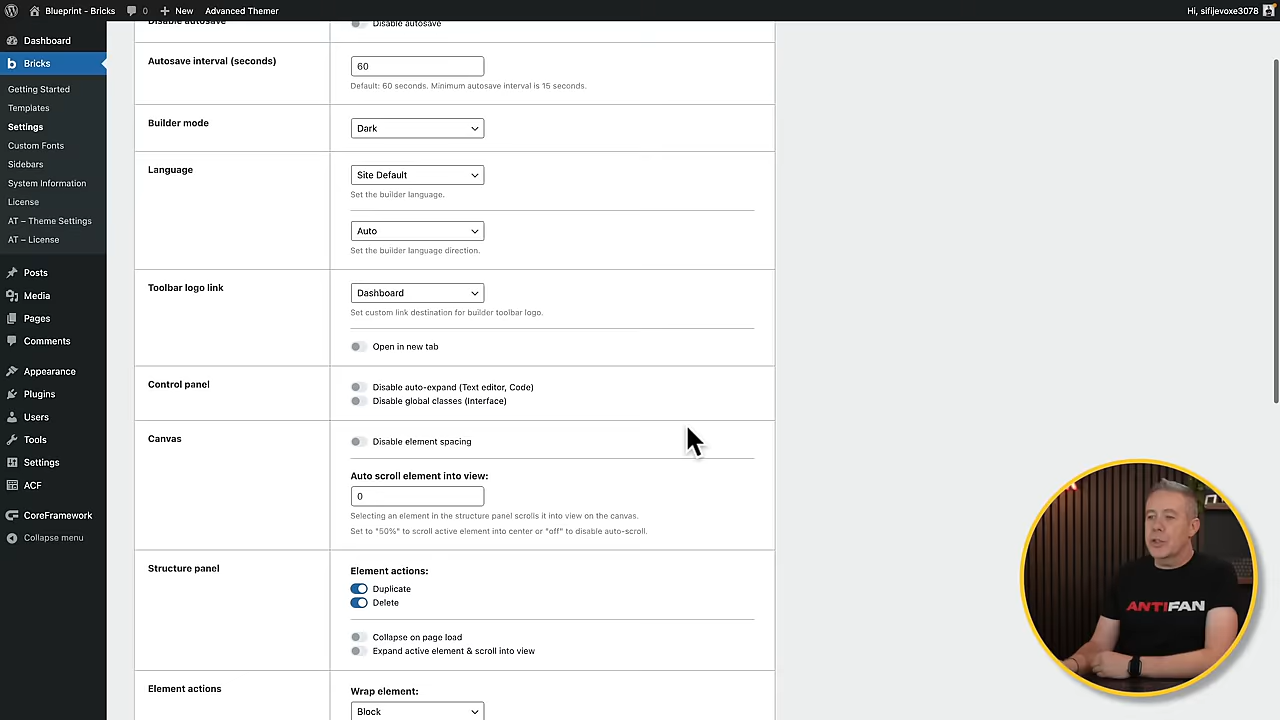 Blueprint - Bricks
0
New
Advanced Themer
Hi, sifijevoxe3078
Dashboard
Bricks
Getting Started
Templates
Settings
Custom Fonts
Sidebars
System Information
License
AT – Theme Settings
AT – License
Posts
Media
Pages
Comments
Appearance
Plugins
Users
Tools
Settings
ACF
CoreFramework
Collapse menu
Disable autosave
Disable autosave
Autosave interval (seconds)
60
Default: 60 seconds. Minimum autosave interval is 15 seconds.
Builder mode
Dark
Language
Site Default
Set the builder language.
Auto
Set the builder language direction.
Toolbar logo link
Dashboard
Set custom link destination for builder toolbar logo.
Open in new tab
Control panel
Disable auto-expand (Text editor, Code)
Disable global classes (Interface)
Canvas
Disable element spacing
Auto scroll element into view:
0
Selecting an element in the structure panel scrolls it into view on the canvas.
Set to "50%" to scroll active element into center or "off" to disable auto-scroll.
Structure panel
Element actions:
Duplicate
Delete
Collapse on page load
Expand active element & scroll into view
Element actions
Wrap element:
Block
ANTIFAN